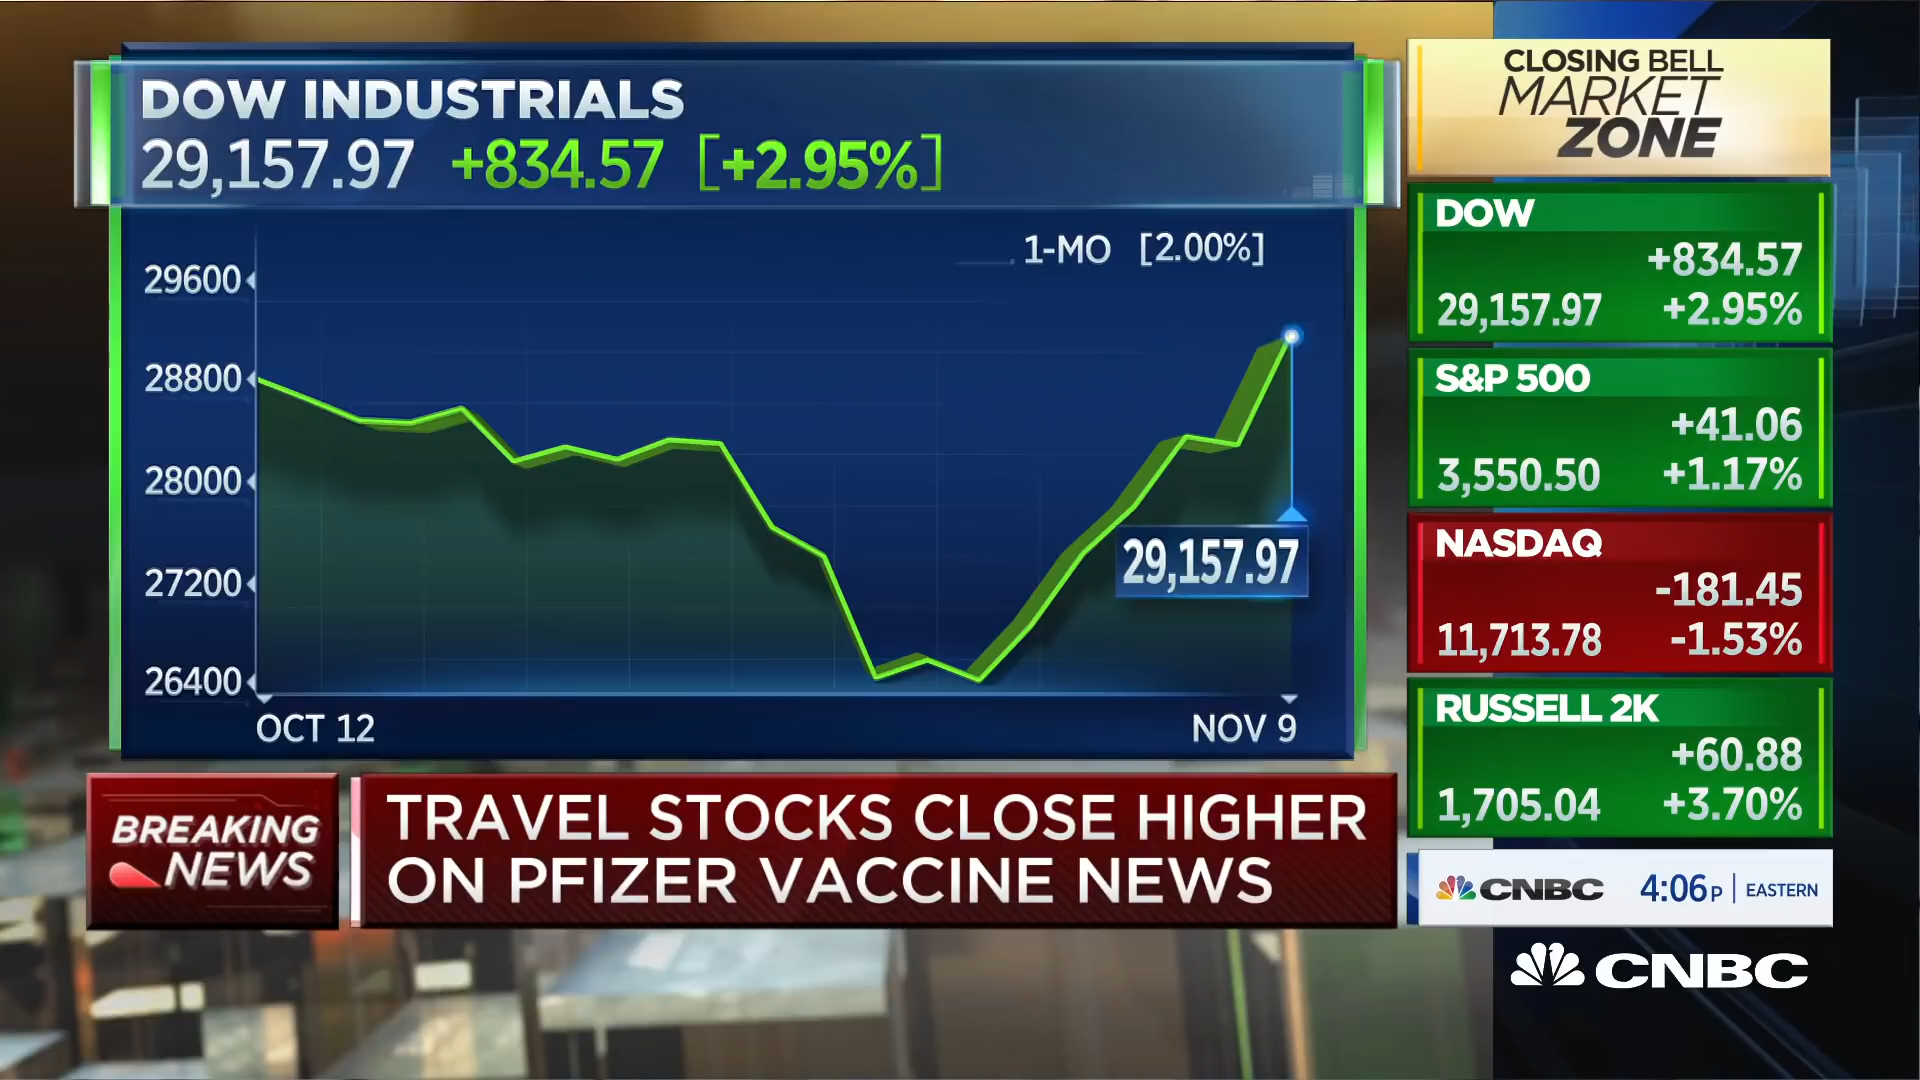 DOW INDUSTRIALS
29,157.97 +834.57 [+2.95%]
1-MO [2.00%]
29600
28800
28000
27200
26400
OCT 12
NOV 9
29,157.97
BREAKING
NEWS
TRAVEL STOCKS CLOSE HIGHER
ON PFIZER VACCINE NEWS
CLOSING BELL
MARKET
ZONE
DOW
+834.57
29,157.97 +2.95%
S&P 500
+41.06
3,550.50 +1.17%
NASDAQ
-181.45
11,713.78 -1.53%
RUSSELL 2K
+60.88
1,705.04 +3.70%
CNBC 4:06P | EASTERN
CNBC